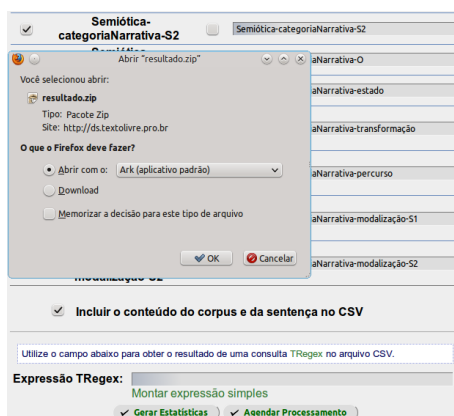 Semiótica-
categoriaNarrativa-S2
Semiótica-categoriaNarrativa-S2
Abrir "resultado.zip"
aNarrativa-O
Você selecionou abrir:
resultado.zip
aNarrativa-estado
Tipo: Pacote Zip
Site: http://ds.textolivre.pro.br
aNarrativa-transformação
O que o Firefox deve fazer?
Abrir com o: Ark (aplicativo padrão)
aNarrativa-percurso
Download
Memorizar a decisão para este tipo de arquivo
aNarrativa-modalização-S1
OK
Cancelar
aNarrativa-modalização-S2
modalização-S2
Incluir o conteúdo do corpus e da sentença no CSV
Utilize o campo abaixo para obter o resultado de uma consulta TRegex no arquivo CSV.
Expressão TRegex:
Montar expressão simples
Gerar Estatísticas
Agendar Processamento